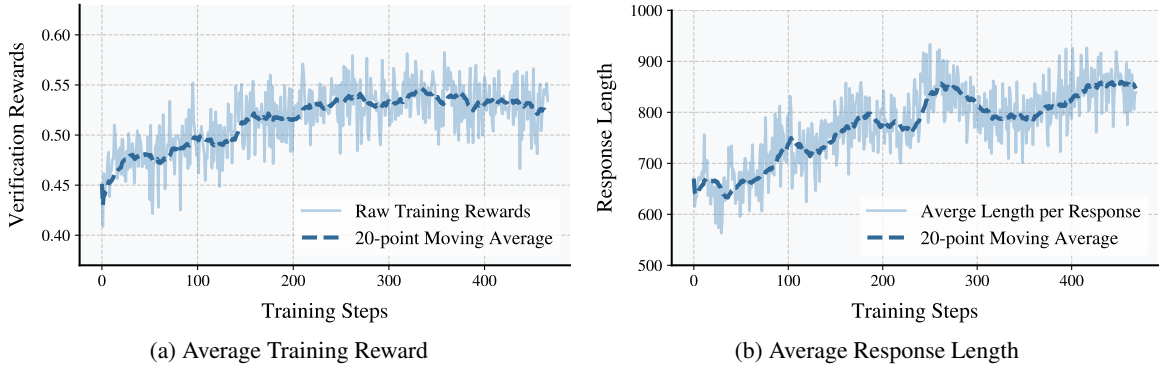 Verification Rewards
0.60
0.55
0.50
0.45
0.40
Raw Training Rewards
20-point Moving Average
0
100
200
300
400
Training Steps
(a) Average Training Reward
Response Length
1000
900
800
700
600
500
Averge Length per Response
20-point Moving Average
0
100
200
300
400
Training Steps
(b) Average Response Length